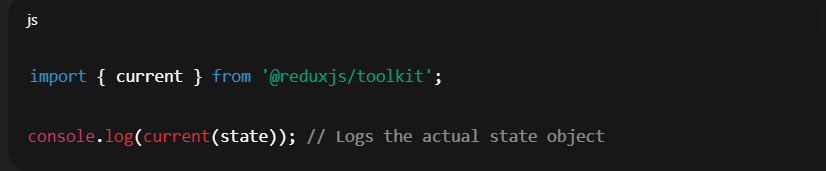 js
import { current } from '@reduxjs/toolkit';
console.log(current(state)); // Logs the actual state object